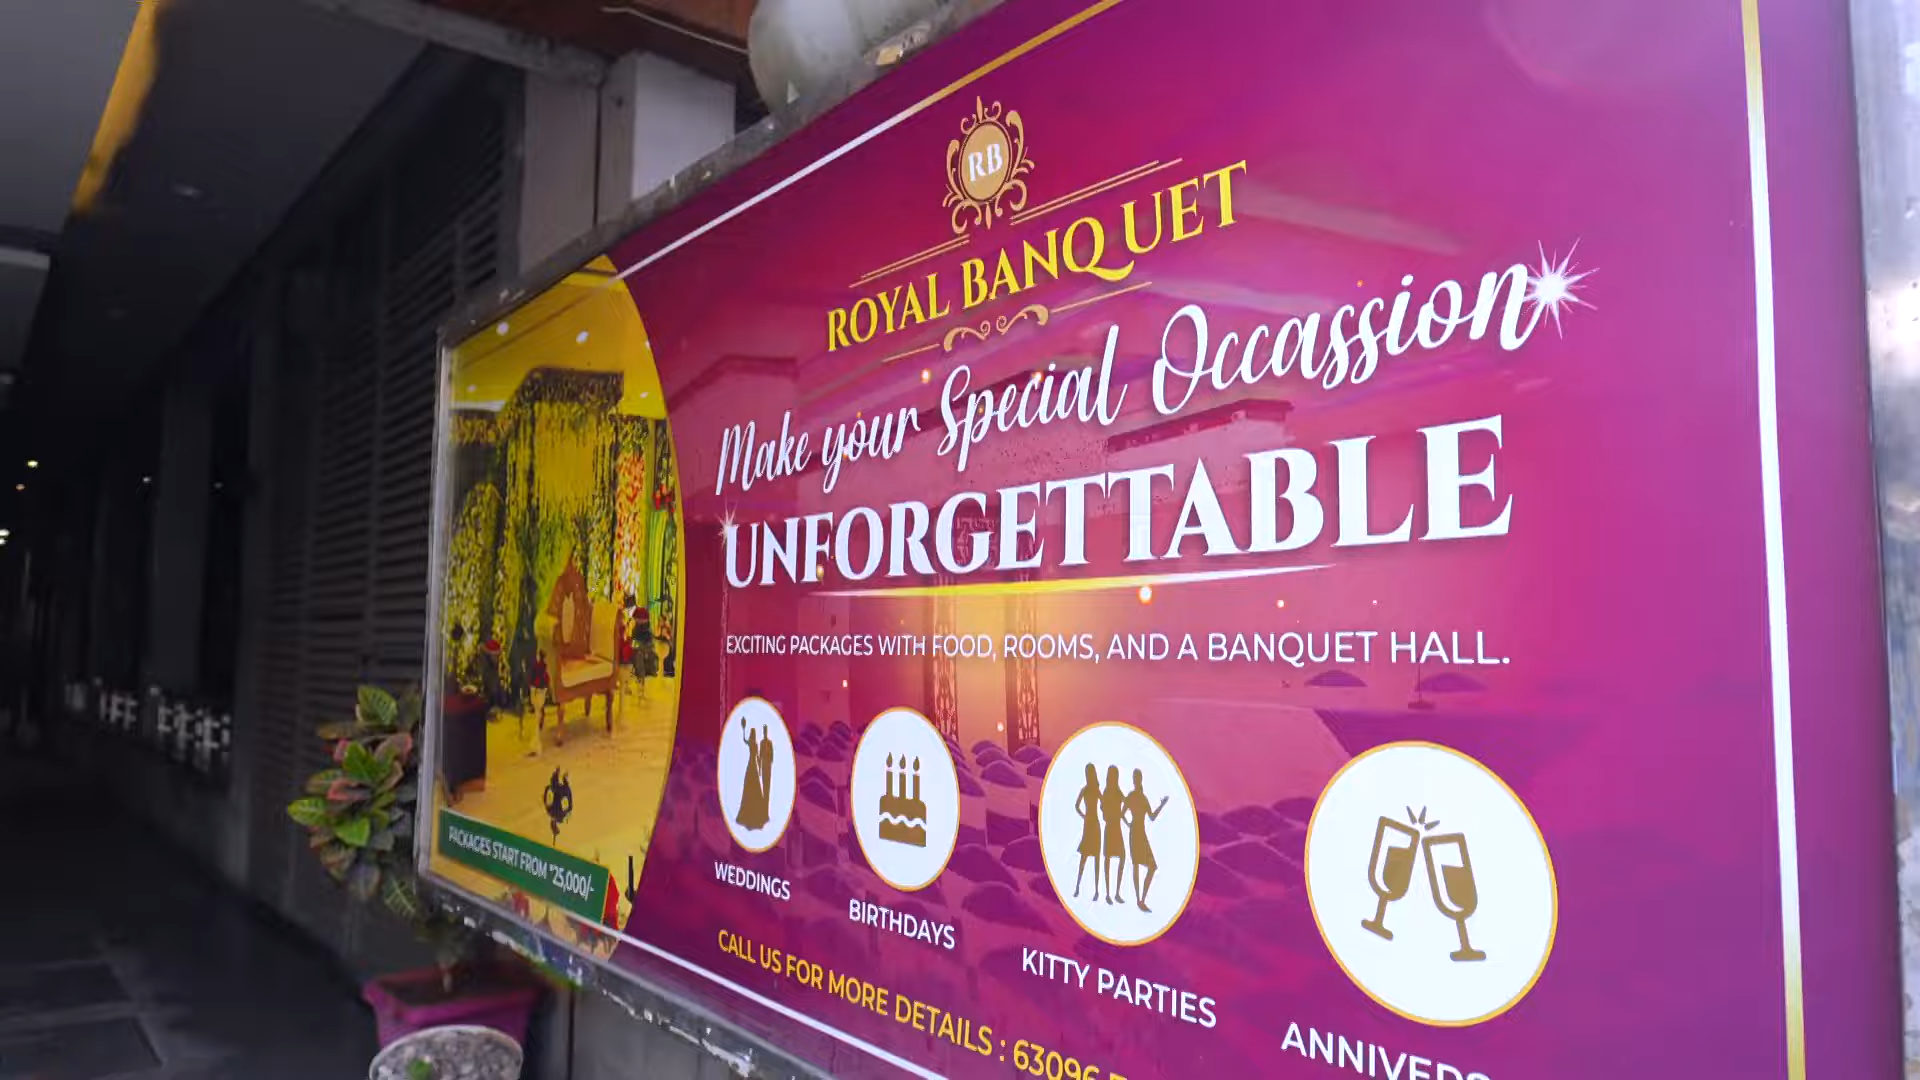 RB
ROYAL BANQUET
Make your Special Occassion
UNFORGETTABLE
EXCITING PACKAGES WITH FOOD, ROOMS, AND A BANQUET HALL.
WEDDINGS
BIRTHDAYS
KITTY PARTIES
PACKAGES START FROM ₹25,000/-
CALL US FOR MORE DETAILS : 63096